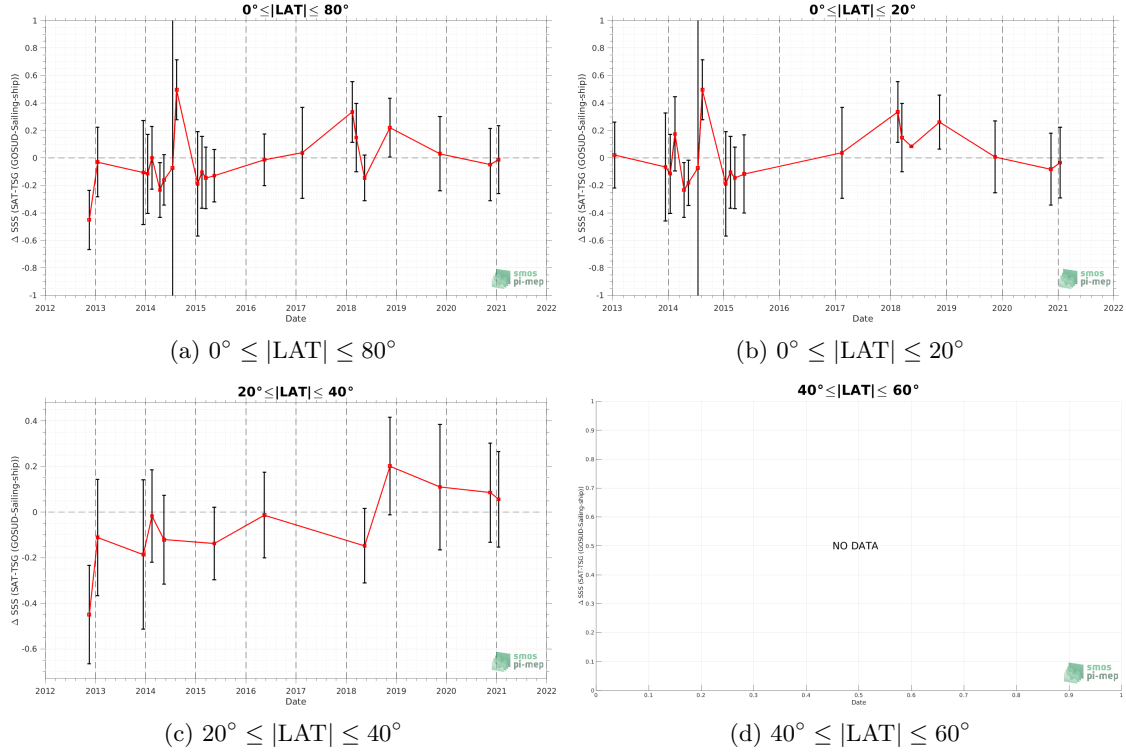 0°≤|LAT|≤ 80°
1
0.8
0.6
0.4
0.2
0
-0.2
-0.4
-0.6
-0.8
-1
Δ SSS (SAT-TSG (GOSUD-Sailing-ship))
2012 2013 2014 2015 2016 2017 2018 2019 2020 2021 2022
Date
smos
pi-mep
(a) 0° ≤ |LAT| ≤ 80°
0°≤|LAT|≤ 20°
1
0.8
0.6
0.4
0.2
0
-0.2
-0.4
-0.6
-0.8
-1
Δ SSS (SAT-TSG (GOSUD-Sailing-ship))
2013 2014 2015 2016 2017 2018 2019 2020 2021 2022
Date
smos
pi-mep
(b) 0° ≤ |LAT| ≤ 20°
20°≤|LAT|≤ 40°
0.4
0.2
0
-0.2
-0.4
-0.6
Δ SSS (SAT-TSG (GOSUD-Sailing-ship))
2012 2013 2014 2015 2016 2017 2018 2019 2020 2021 2022
Date
smos
pi-mep
(c) 20° ≤ |LAT| ≤ 40°
40°≤|LAT|≤ 60°
1
0.9
0.8
0.7
0.6
0.5
0.4
0.3
0.2
0.1
0
Δ SSS (SAT-TSG (GOSUD-Sailing-ship))
NO DATA
0 0.1 0.2 0.3 0.4 0.5 0.6 0.7 0.8 0.9 1
Date
smos
pi-mep
(d) 40° ≤ |LAT| ≤ 60°